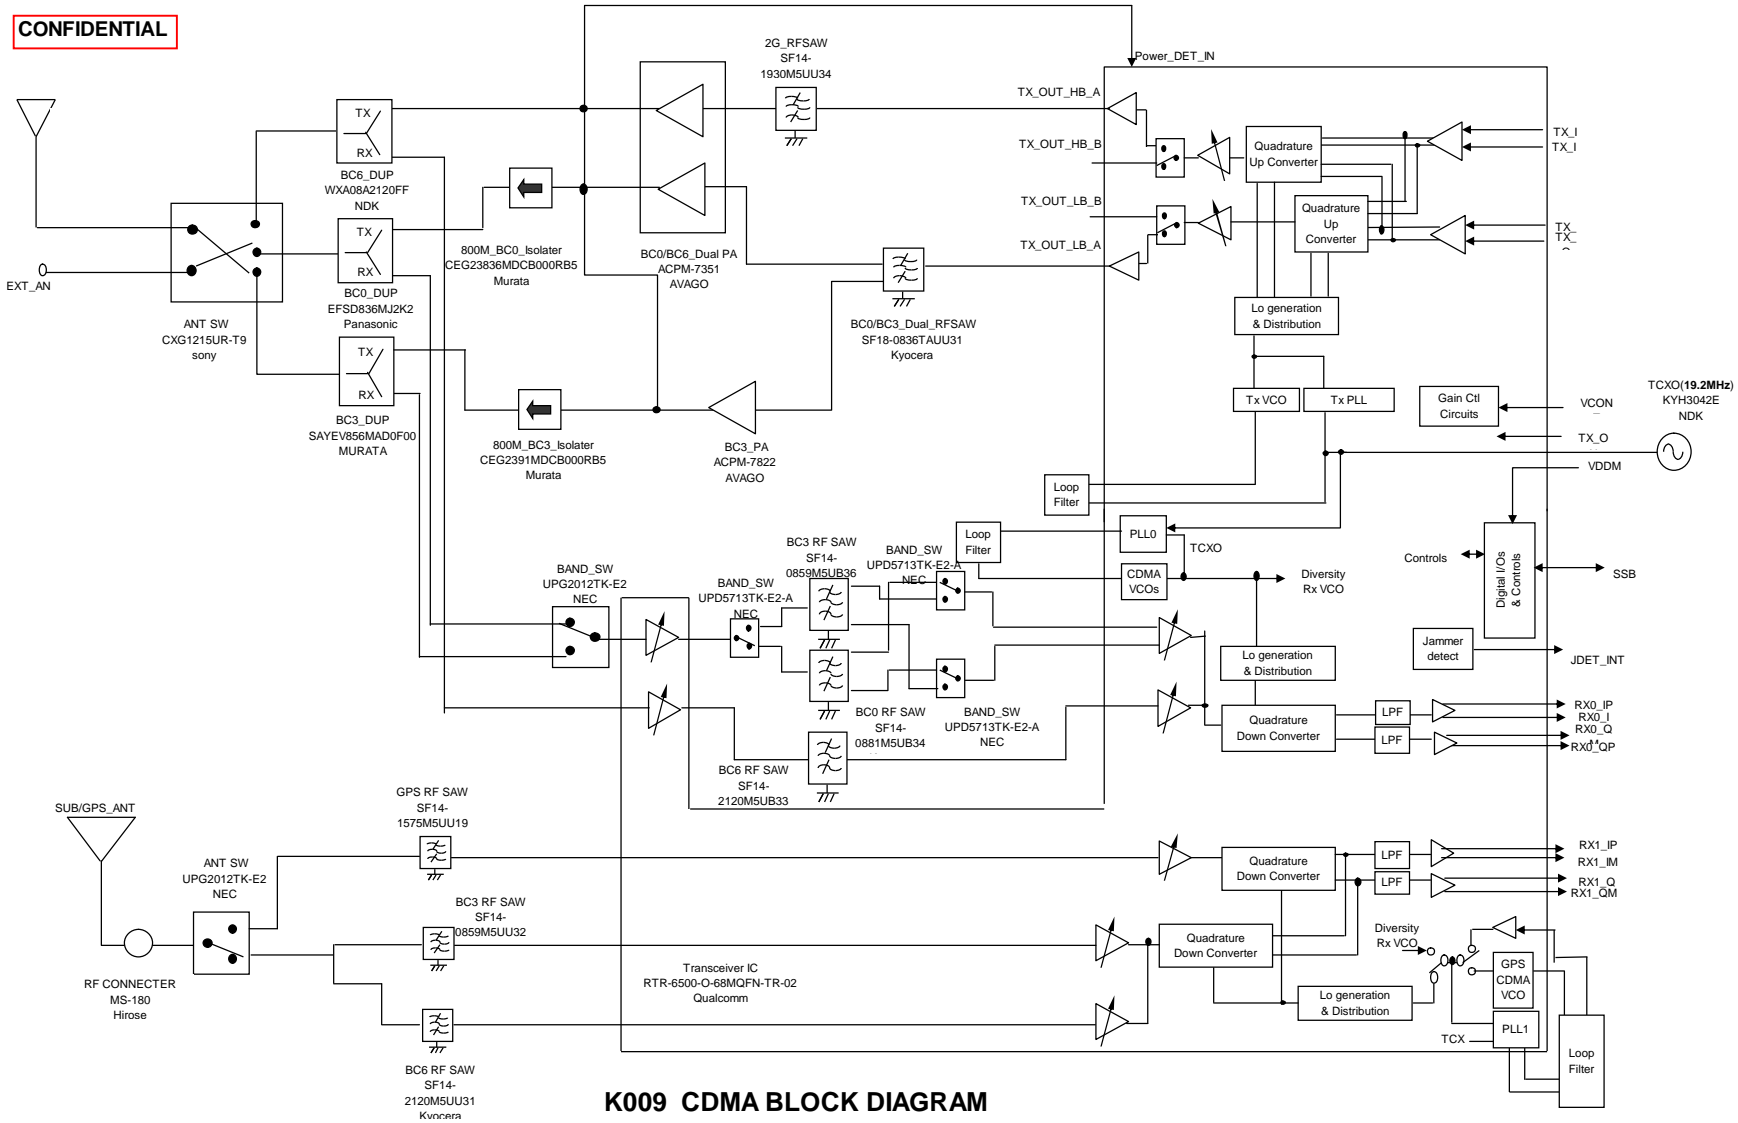 CONFIDENTIAL
2G_RFSAW
SF14-
1930M5UU34
Power_DET_IN
TX_OUT_HB_A
TX_OUT_HB_B
TX_OUT_LB_B
TX_OUT_LB_A
Quadrature
Up Converter
Quadrature
Up
Converter
TX_I
TX_I
TX_
TX_
TX
RX
BC6_DUP
WXA08A2120FF
NDK
TX
RX
BC0_DUP
EFSD836MJ2K2
Panasonic
TX
RX
BC3_DUP
SAYEV856MAD0F00
MURATA
EXT_AN
ANT SW
CXG1215UR-T9
sony
800M_BC0_Isolater
CEG23836MDCB000RB5
Murata
BC0/BC6_Dual PA
ACPM-7351
AVAGO
BC0/BC3_Dual_RFSAW
SF18-0836TAUU31
Kyocera
800M_BC3_Isolater
CEG2391MDCB000RB5
Murata
BC3_PA
ACPM-7822
AVAGO
Lo generation
& Distribution
Tx VCO
Tx PLL
Gain Ctl
Circuits
VCON
TX_O
VDDM
TCXO(19.2MHz)
KYH3042E
NDK
Loop
Filter
Loop
Filter
PLL0
TCXO
CDMA
VCOs
Diversity
Rx VCO
Controls
Digital I/Os
& Controls
SSB
Jammer
detect
JDET_INT
BAND_SW
UPG2012TK-E2
NEC
BAND_SW
UPD5713TK-E2-A
NEC
BC3 RF SAW
SF14-
0859M5UB36
BAND_SW
UPD5713TK-E2-A
NEC
BC0 RF SAW
SF14-
0881M5UB34
BAND_SW
UPD5713TK-E2-A
NEC
BC6 RF SAW
SF14-
2120M5UB33
Lo generation
& Distribution
Quadrature
Down Converter
LPF
LPF
RX0_IP
RX0_I
RX0_Q
RX0_QP
SUB/GPS_ANT
GPS RF SAW
SF14-
1575M5UU19
ANT SW
UPG2012TK-E2
NEC
RF CONNECTER
MS-180
Hirose
BC3 RF SAW
SF14-
0859M5UU32
BC6 RF SAW
SF14-
2120M5UU31
Kyocera
Transceiver IC
RTR-6500-O-68MQFN-TR-02
Qualcomm
Quadrature
Down Converter
Quadrature
Down Converter
LPF
LPF
RX1_IP
RX1_IM
RX1_Q
RX1_QM
Diversity
Rx VCO
Lo generation
& Distribution
GPS
CDMA
VCO
PLL1
TCX
Loop
Filter
K009 CDMA BLOCK DIAGRAM